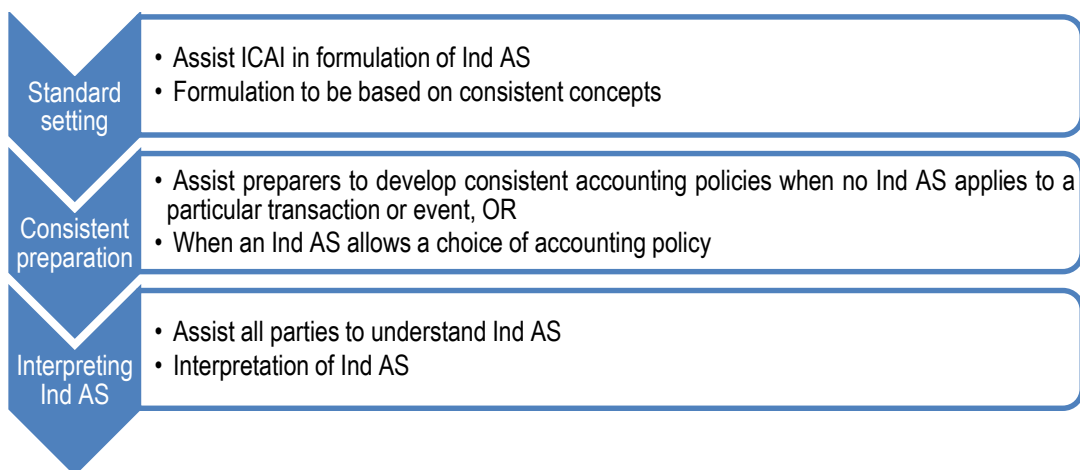 Standard
setting
• Assist ICAI in formulation of Ind AS
• Formulation to be based on consistent concepts
Consistent
preparation
• Assist preparers to develop consistent accounting policies when no Ind AS applies to a
particular transaction or event, OR
• When an Ind AS allows a choice of accounting policy
Interpreting
Ind AS
• Assist all parties to understand Ind AS
• Interpretation of Ind AS